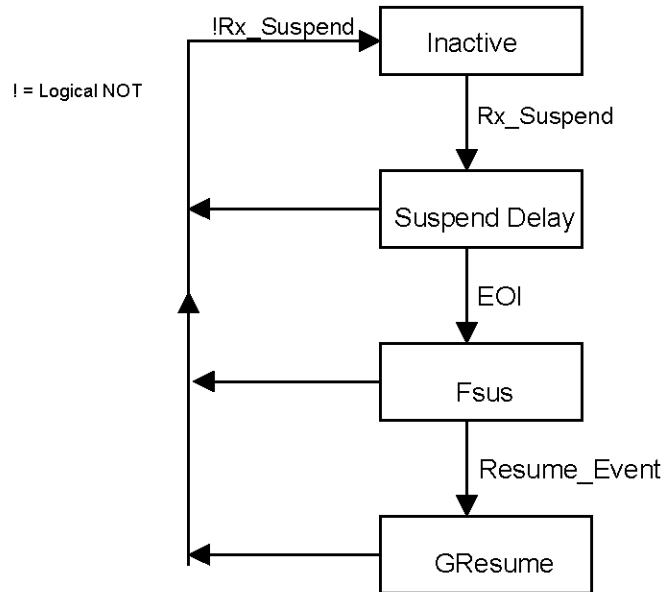 !Rx_Suspend
Inactive
! = Logical NOT
Rx_Suspend
Suspend Delay
EOI
Fsus
Resume_Event
GResume